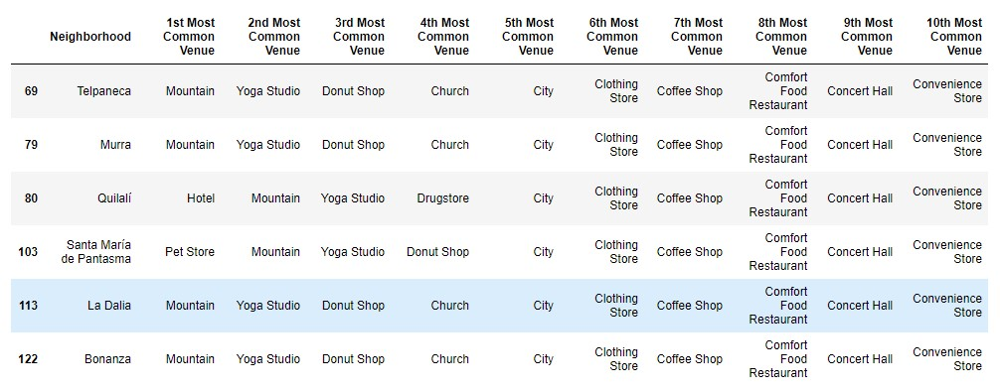 Neighborhood 1st Most Common Venue 2nd Most Common Venue 3rd Most Common Venue 4th Most Common Venue 5th Most Common Venue 6th Most Common Venue 7th Most Common Venue 8th Most Common Venue 9th Most Common Venue 10th Most Common Venue
69 Telpaneca Mountain Yoga Studio Donut Shop Church City Clothing Store Coffee Shop Comfort Food Restaurant Concert Hall Convenience Store
79 Murra Mountain Yoga Studio Donut Shop Church City Clothing Store Coffee Shop Comfort Food Restaurant Concert Hall Convenience Store
80 Quilalí Hotel Mountain Yoga Studio Drugstore City Clothing Store Coffee Shop Comfort Food Restaurant Concert Hall Convenience Store
103 Santa María de Pantasma Pet Store Mountain Yoga Studio Donut Shop City Clothing Store Coffee Shop Comfort Food Restaurant Concert Hall Convenience Store
113 La Dalia Mountain Yoga Studio Donut Shop Church City Clothing Store Coffee Shop Comfort Food Restaurant Concert Hall Convenience Store
122 Bonanza Mountain Yoga Studio Donut Shop Church City Clothing Store Coffee Shop Comfort Food Restaurant Concert Hall Convenience Store